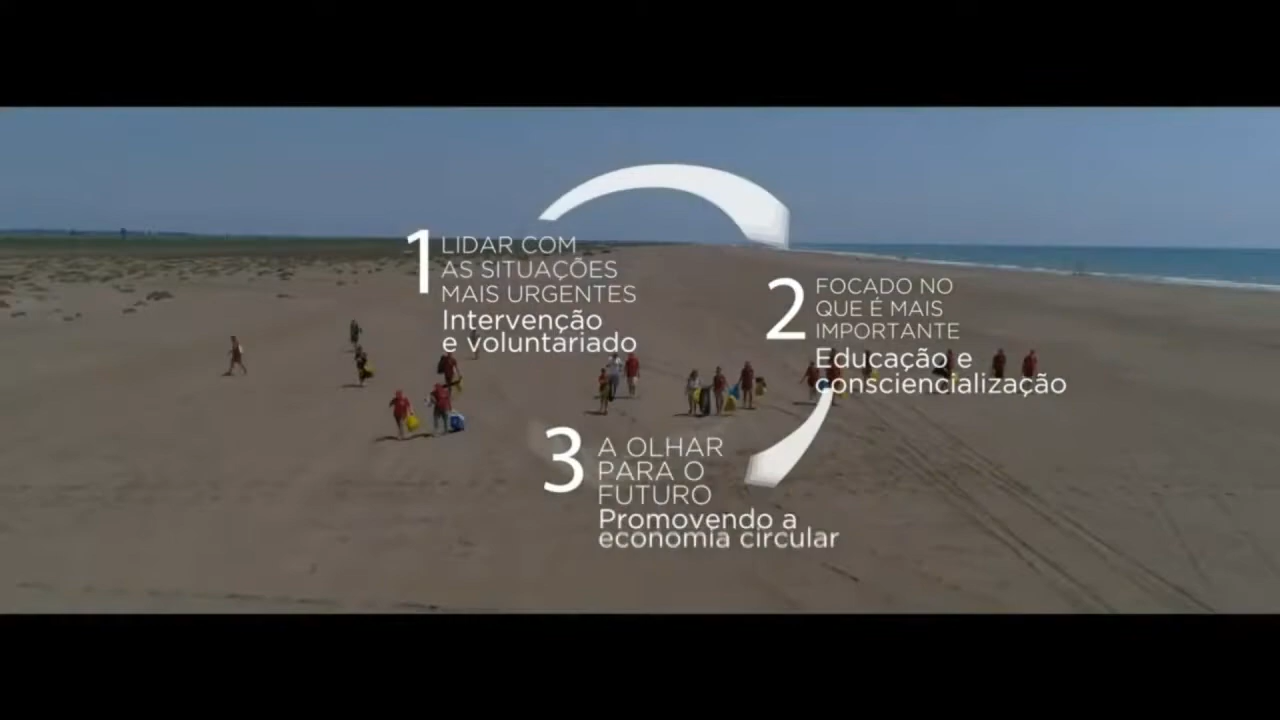 1
LIDAR COM
AS SITUAÇÕES
MAIS URGENTES
Intervenção
e voluntariado
2
FOCADO NO
QUE É MAIS
IMPORTANTE
Educação e
consciencialização
3
A OLHAR
PARA O
FUTURO
Promovendo a
economia circular